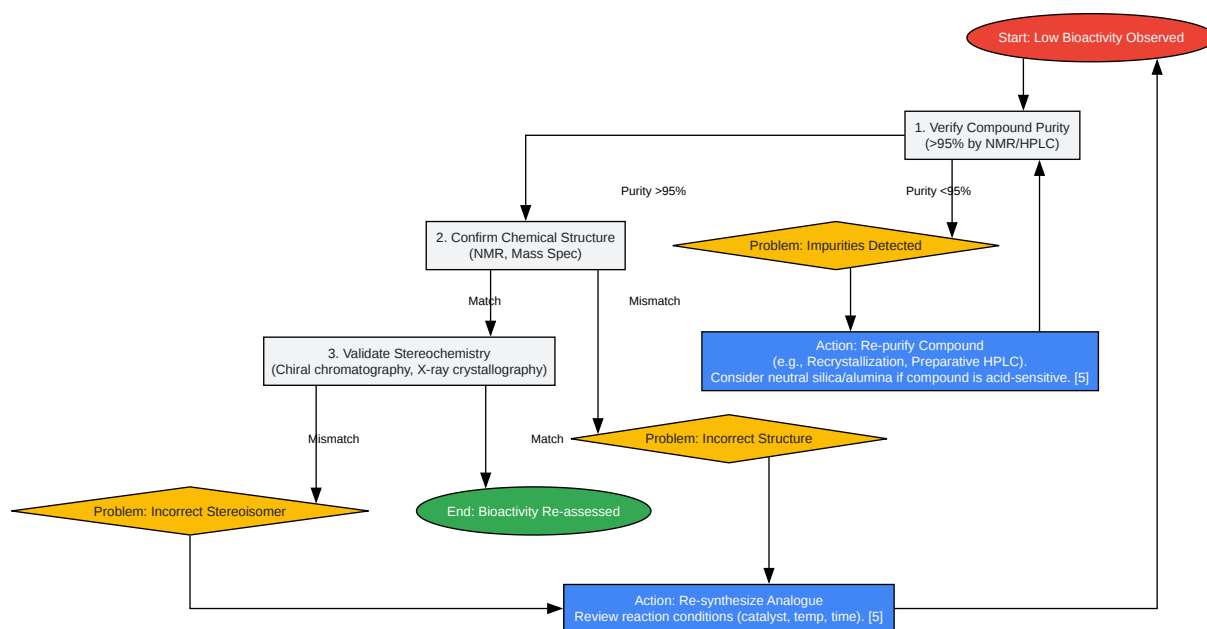 Start: Low Bioactivity Observed
1. Verify Compound Purity
(>95% by NMR/HPLC)
Purity >95%
Purity <95%
2. Confirm Chemical Structure
(NMR, Mass Spec)
Problem: Impurities Detected
Match
Mismatch
Action: Re-purify Compound
(e.g., Recrystallization, Preparative HPLC).
Consider neutral silica/alumina if compound is acid-sensitive. [5]
3. Validate Stereochemistry
(Chiral chromatography, X-ray crystallography)
Mismatch
Match
Problem: Incorrect Structure
Problem: Incorrect Stereoisomer
End: Bioactivity Re-assessed
Action: Re-synthesize Analogue
Review reaction conditions (catalyst, temp, time). [5]